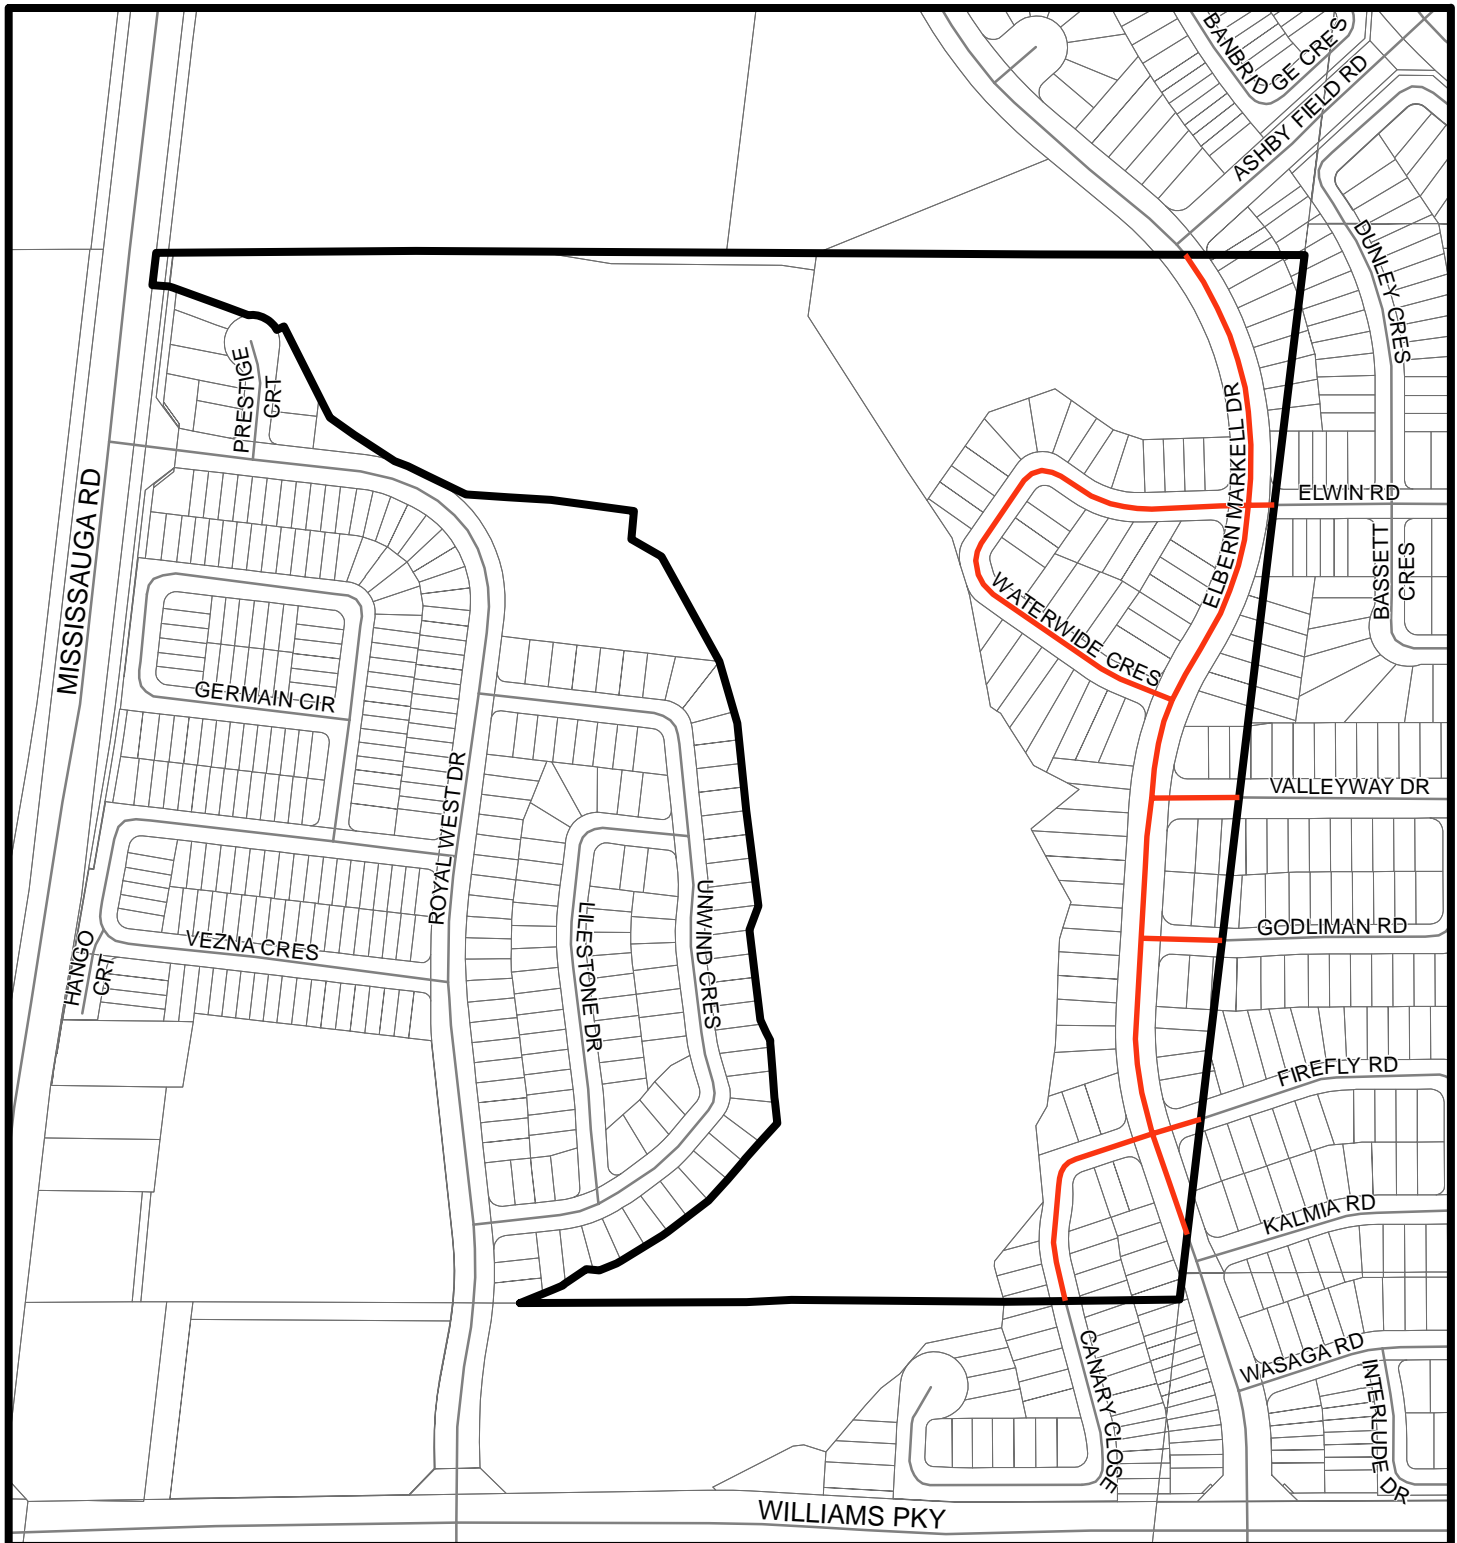 BANBRID
GE CRES
ASHBY FIELD RD
DUNLEY CRES
PRESTIGE
CRT
MISSISSAUGA RD
ELBERN MARKELL DR
ELWIN RD
BASSETT
CRES
WATERWIDE CRES
GERMAIN CIR
ROYAL WEST DR
VALLEYWAY DR
UNWIND CRES
LILESTONE DR
GODLIMAN RD
VEZNA CRES
HANGO
CRT
FIREFLY RD
KALMIA RD
WASAGA RD
CANARY CLOSE
INTERLUDE DR
WILLIAMS PKY